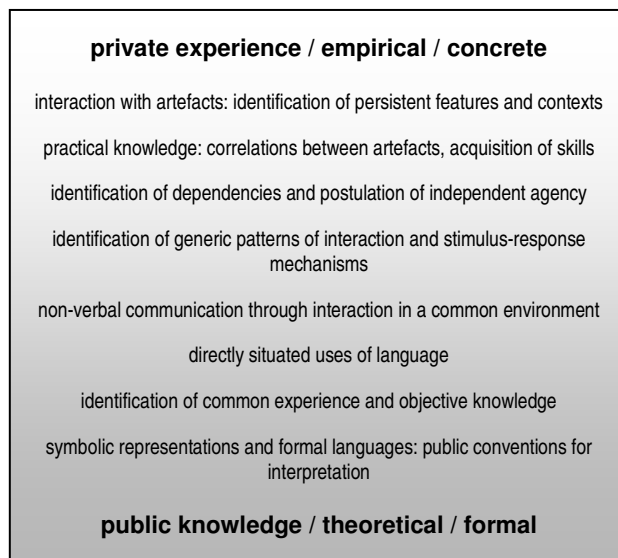 private experience / empirical / concrete
interaction with artefacts: identification of persistent features and contexts
practical knowledge: correlations between artefacts, acquisition of skills
identification of dependencies and postulation of independent agency
identification of generic patterns of interaction and stimulus-response
mechanisms
non-verbal communication through interaction in a common environment
directly situated uses of language
identification of common experience and objective knowledge
symbolic representations and formal languages: public conventions for
interpretation
public knowledge / theoretical / formal